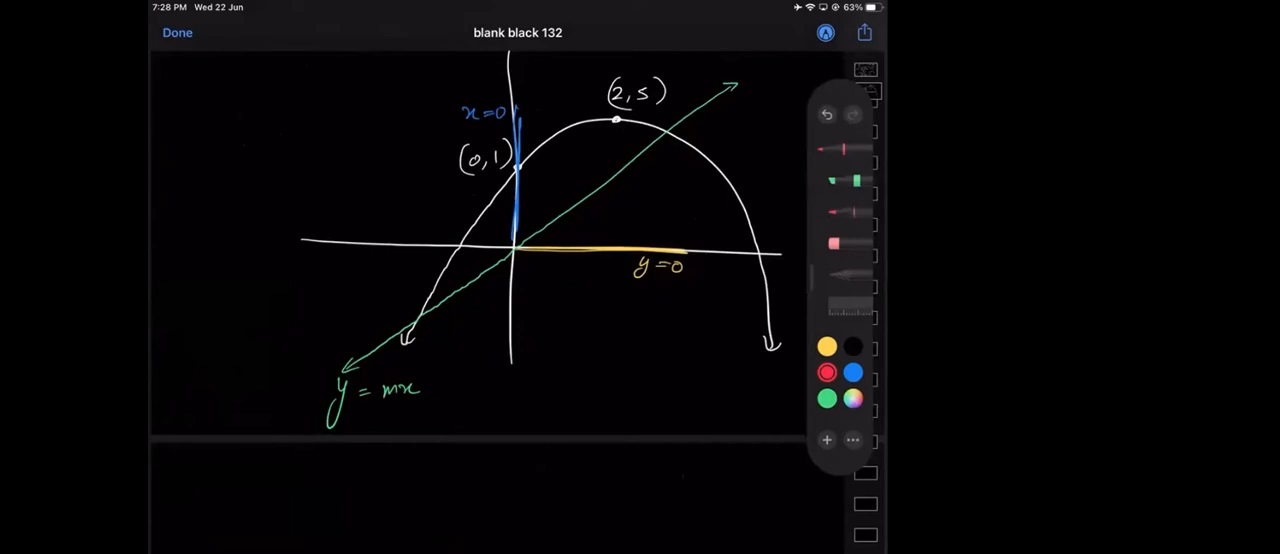 7:28 PM Wed 22 Jun
63%
Done
blank black 132
(2,5)
x=0
(0,1)
y=0
y = mx